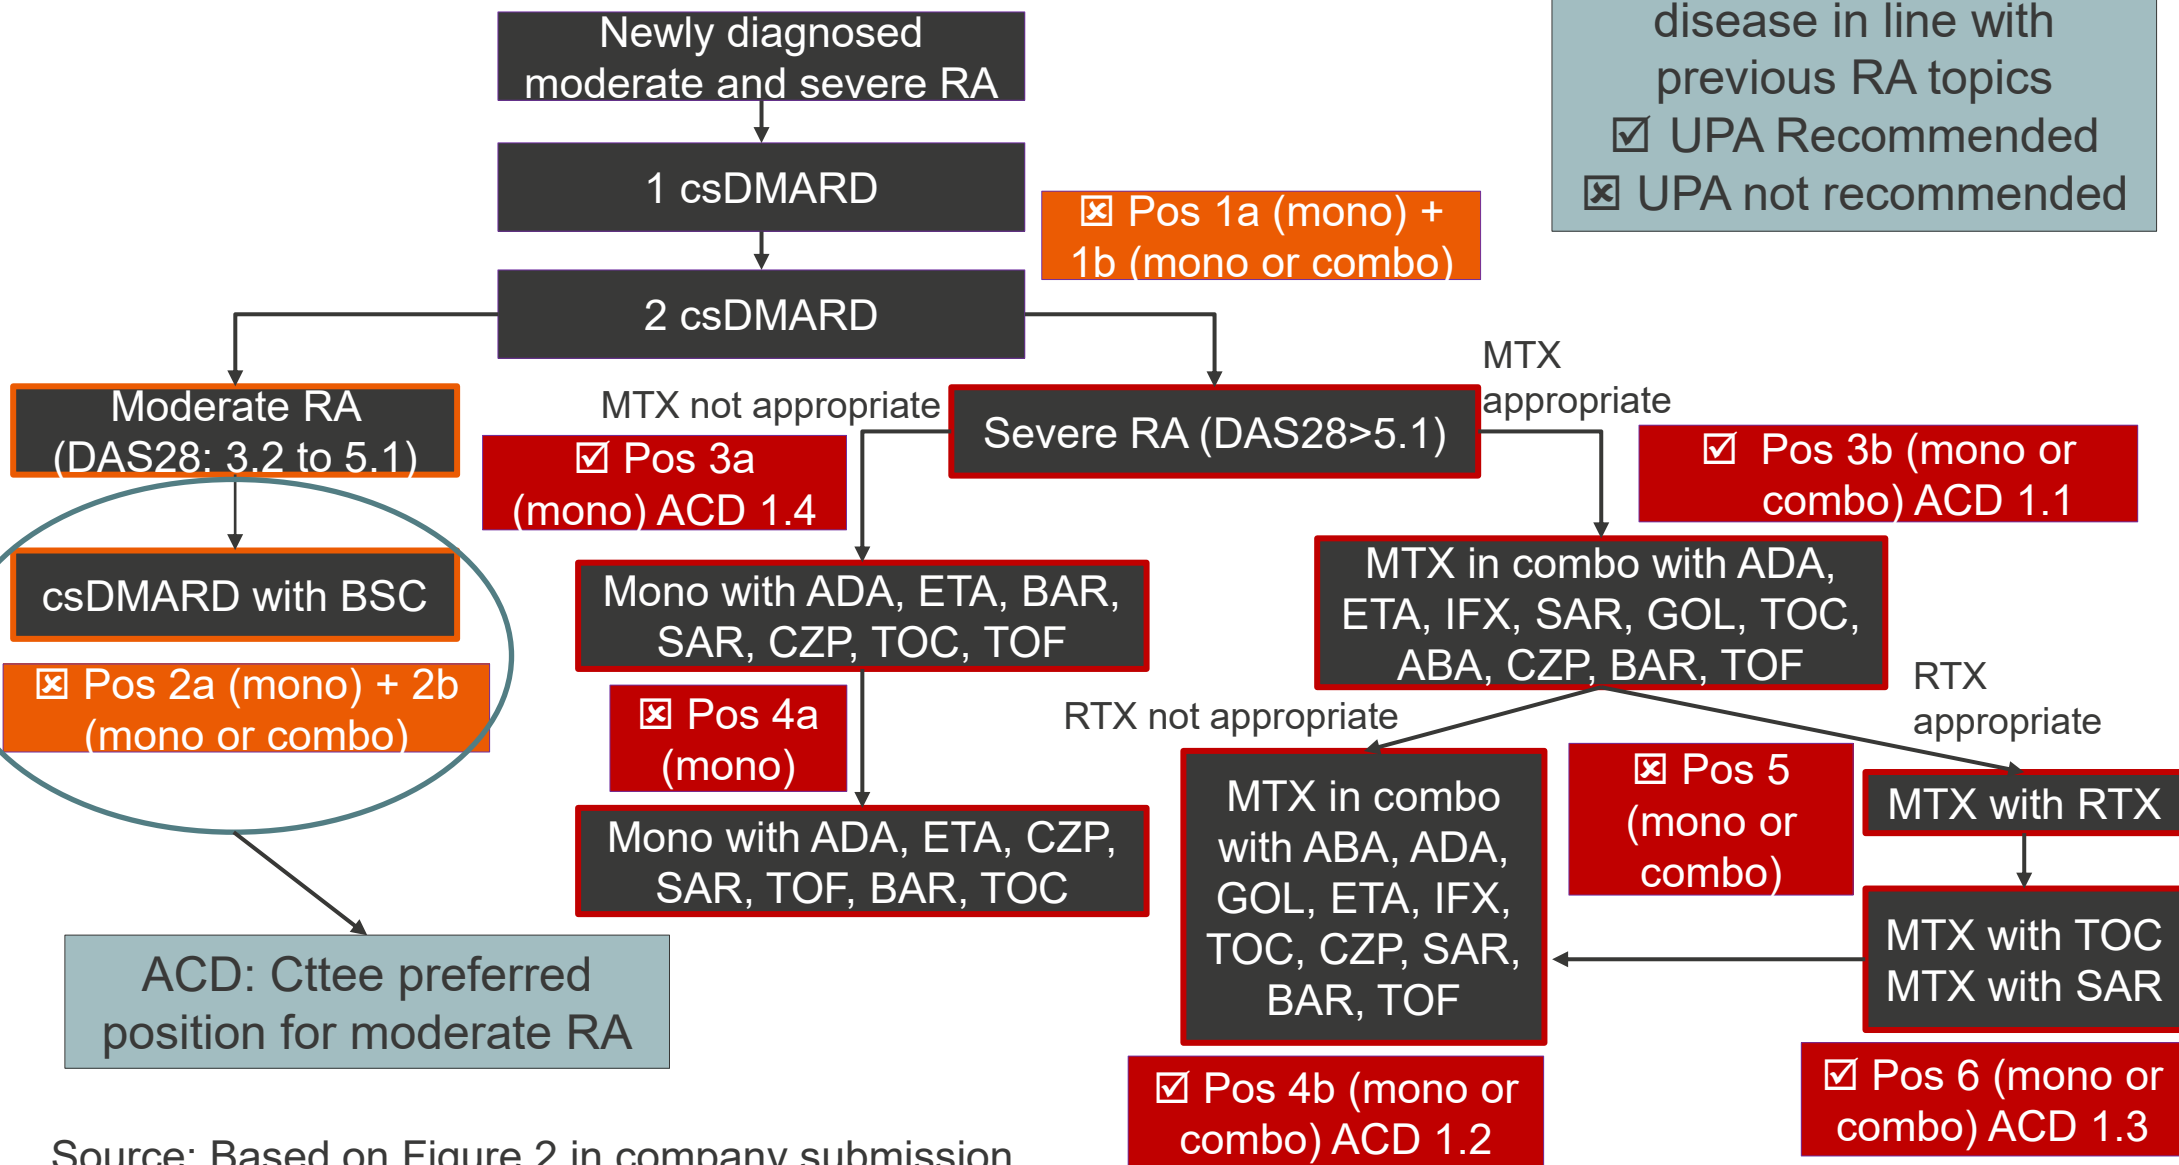 Newly diagnosed
moderate and severe RA
disease in line with
previous RA topics
☑ UPA Recommended
☒ UPA not recommended
1 csDMARD
☒ Pos 1a (mono) +
1b (mono or combo)
2 csDMARD
Moderate RA
(DAS28: 3.2 to 5.1)
MTX not appropriate
Severe RA (DAS28>5.1)
MTX
appropriate
☑ Pos 3a
(mono) ACD 1.4
☑ Pos 3b (mono or
combo) ACD 1.1
csDMARD with BSC
☒ Pos 2a (mono) + 2b
(mono or combo)
Mono with ADA, ETA, BAR,
SAR, CZP, TOC, TOF
MTX in combo with ADA,
ETA, IFX, SAR, GOL, TOC,
ABA, CZP, BAR, TOF
☒ Pos 4a
(mono)
RTX not appropriate
RTX
appropriate
Mono with ADA, ETA, CZP,
SAR, TOF, BAR, TOC
MTX in combo
with ABA, ADA,
GOL, ETA, IFX,
TOC, CZP, SAR,
BAR, TOF
☒ Pos 5
(mono or
combo)
MTX with RTX
MTX with TOC
MTX with SAR
ACD: Cttee preferred
position for moderate RA
☑ Pos 4b (mono or
combo) ACD 1.2
☑ Pos 6 (mono or
combo) ACD 1.3
Source: Based on Figure 2 in company submission